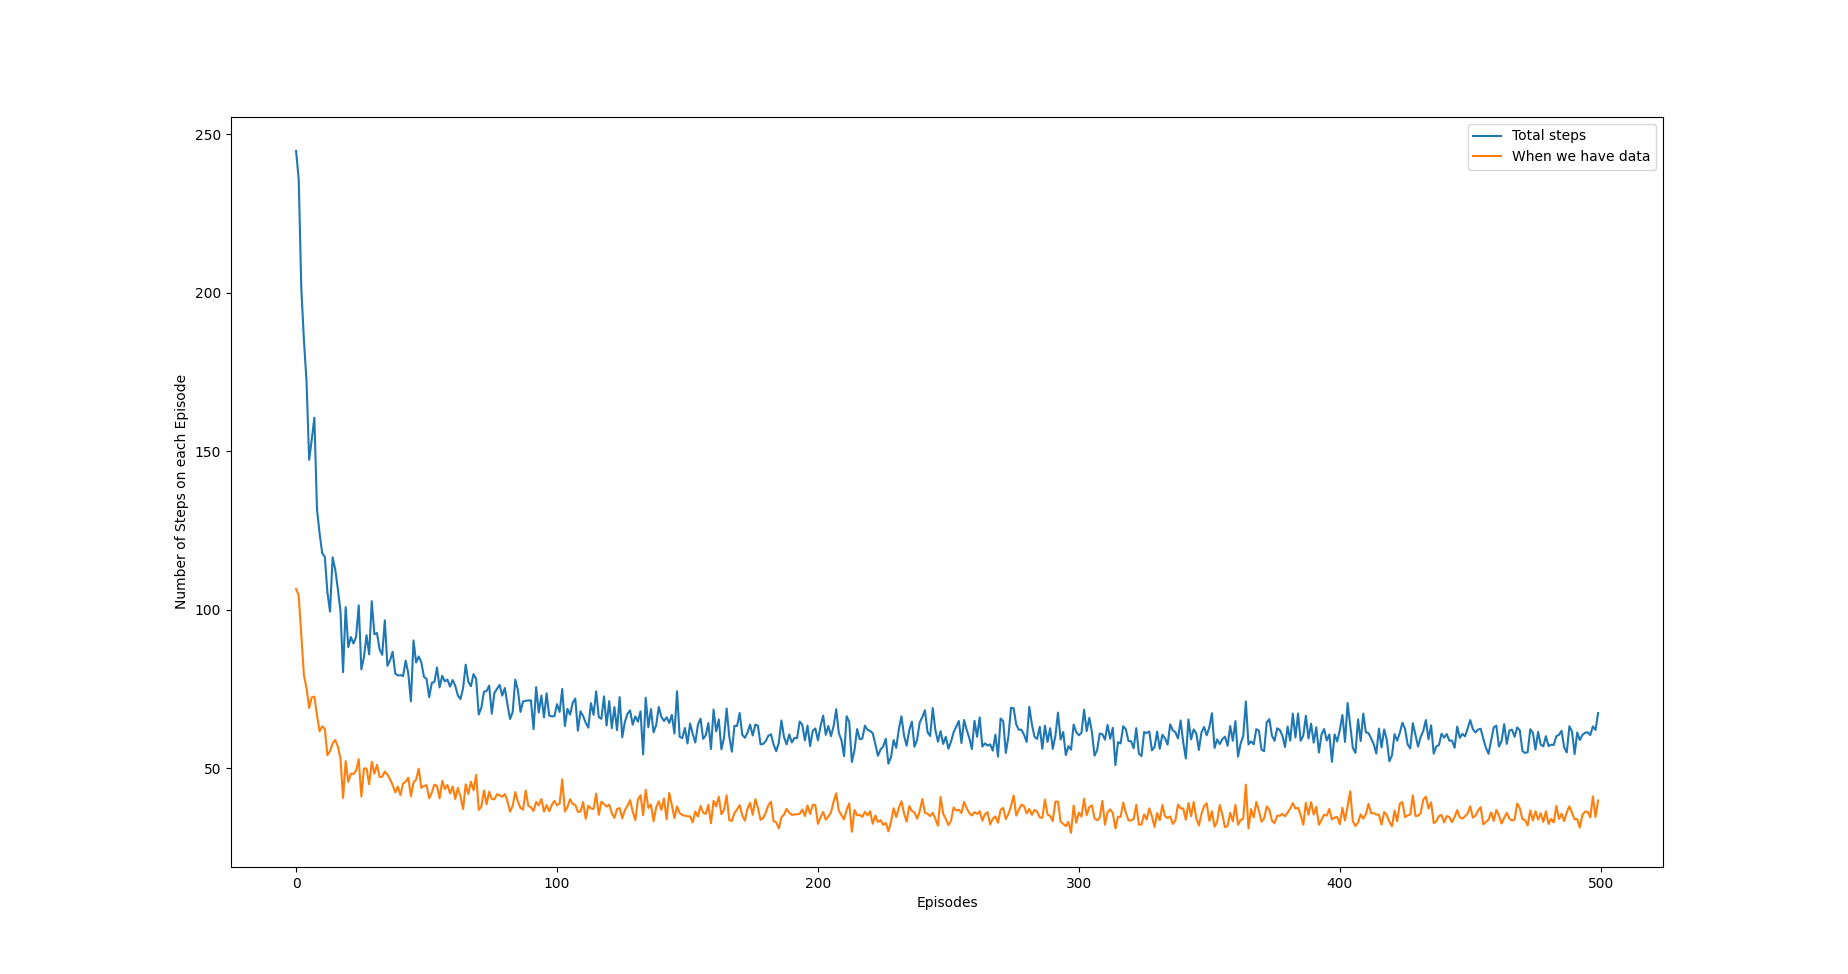 250
200
150
100
50
Number of Steps on each Episode
Total steps
When we have data
0 100 200 300 400 500
Episodes